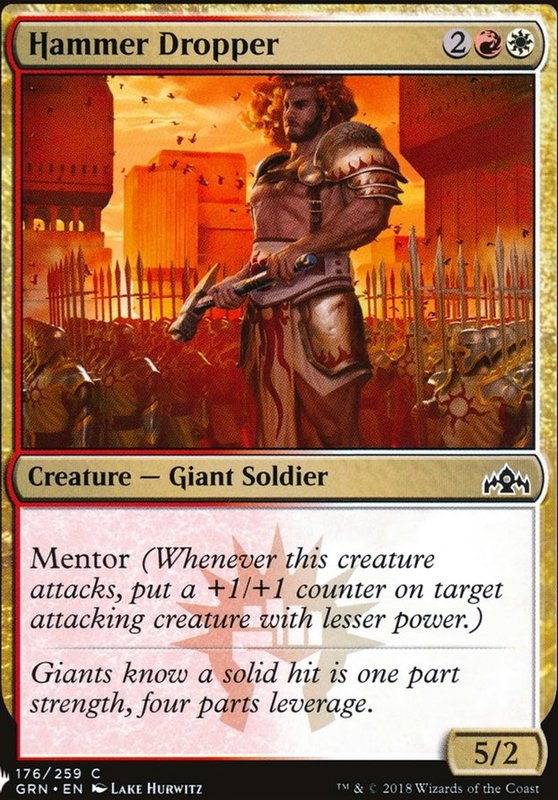 Hammer Dropper 2
Creature — Giant Soldier
Mentor (Whenever this creature
attacks, put a +1/+1 counter on target
attacking creature with lesser power.)
Giants know a solid hit is one part
strength, four parts leverage.
5/2
176/259 C
GRN • EN Lake Hurwitz
™ & © 2018 Wizards of the Coast